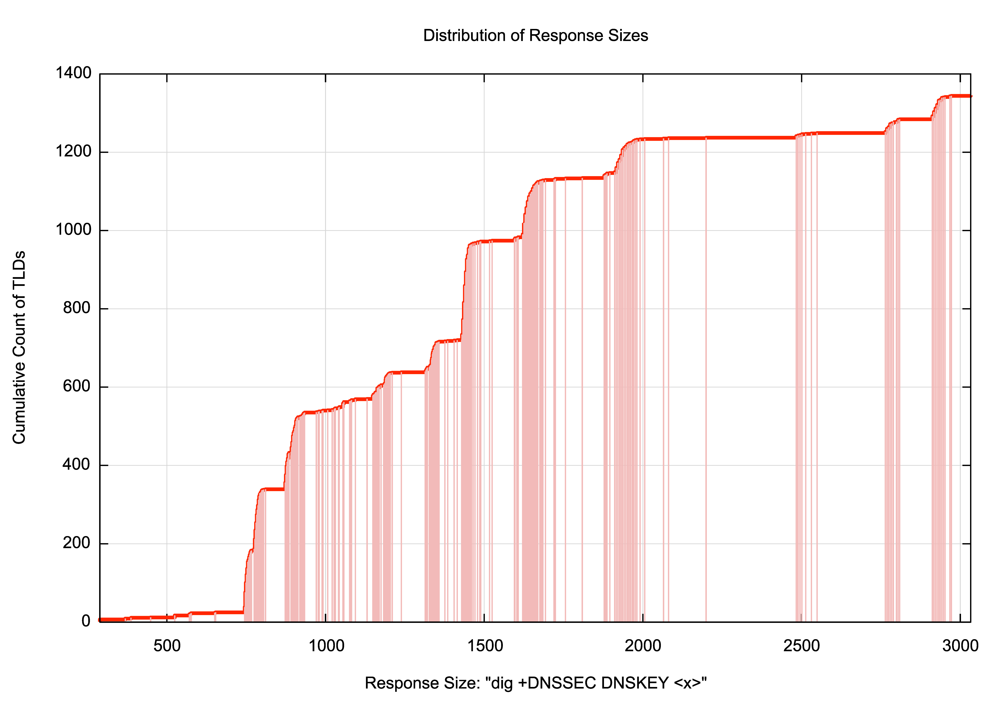 Distribution of Response Sizes
1400
1200
1000
800
600
400
200
0
Cumulative Count of TLDs
500 1000 1500 2000 2500 3000
Response Size: "dig +DNSSEC DNSKEY <x>"